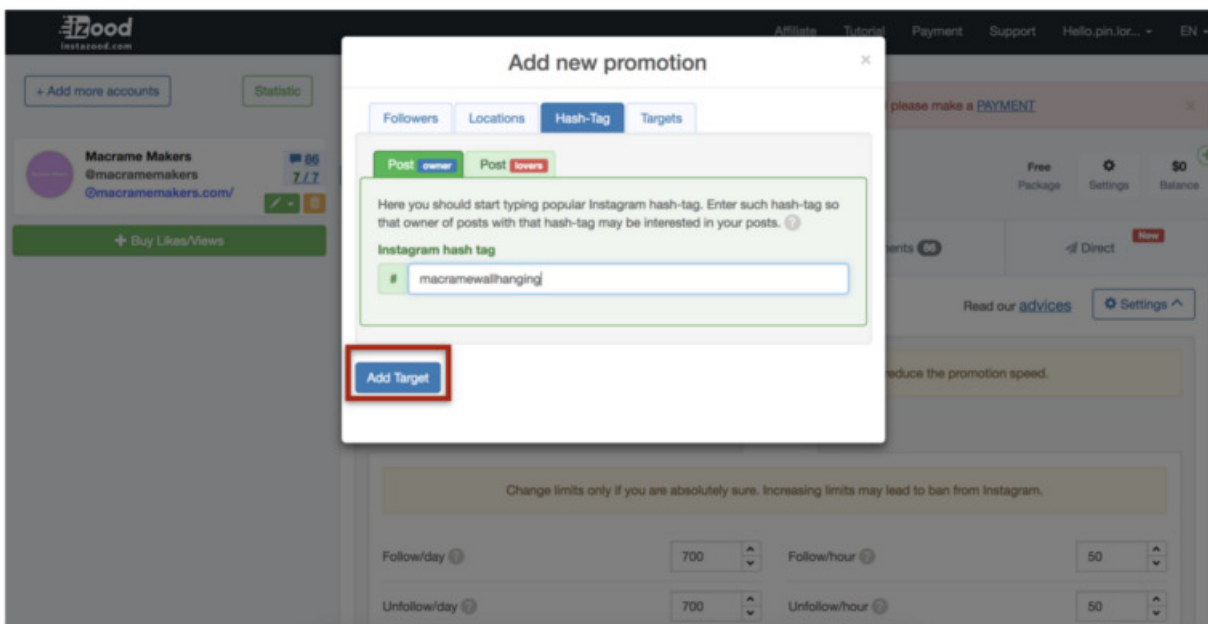 izood
instazood.com
Affiliate Tutorial Payment Support Hello.pin.lor... EN
+ Add more accounts
Statistic
Macrame Makers
@macramemakers
@macramemakers.com/
86
7 / 7
+ Buy Likes/Views
Add new promotion
×
Followers Locations Hash-Tag Targets
Post owner Post lovers
Here you should start typing popular Instagram hash-tag. Enter such hash-tag so
that owner of posts with that hash-tag may be interested in your posts. ?
Instagram hash tag
# macramewallhanging
Add Target
please make a PAYMENT
×
Free
Package
Settings
$0
Balance
ents 86
Direct
New
Read our advices
Settings
educe the promotion speed.
Change limits only if you are absolutely sure. Increasing limits may lead to ban from Instagram.
Follow/day ? 700 Follow/hour ? 50
Unfollow/day ? 700 Unfollow/hour ? 50